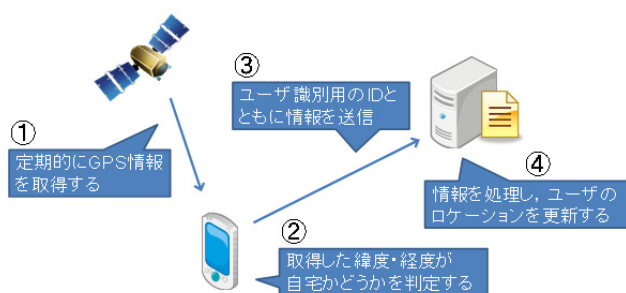 ①
定期的にGPS情報
を取得する
②
取得した緯度・経度が
自宅かどうかを判定する
③
ユーザ識別用のIDと
ともに情報を送信
④
情報を処理し，ユーザの
ロケーションを更新する